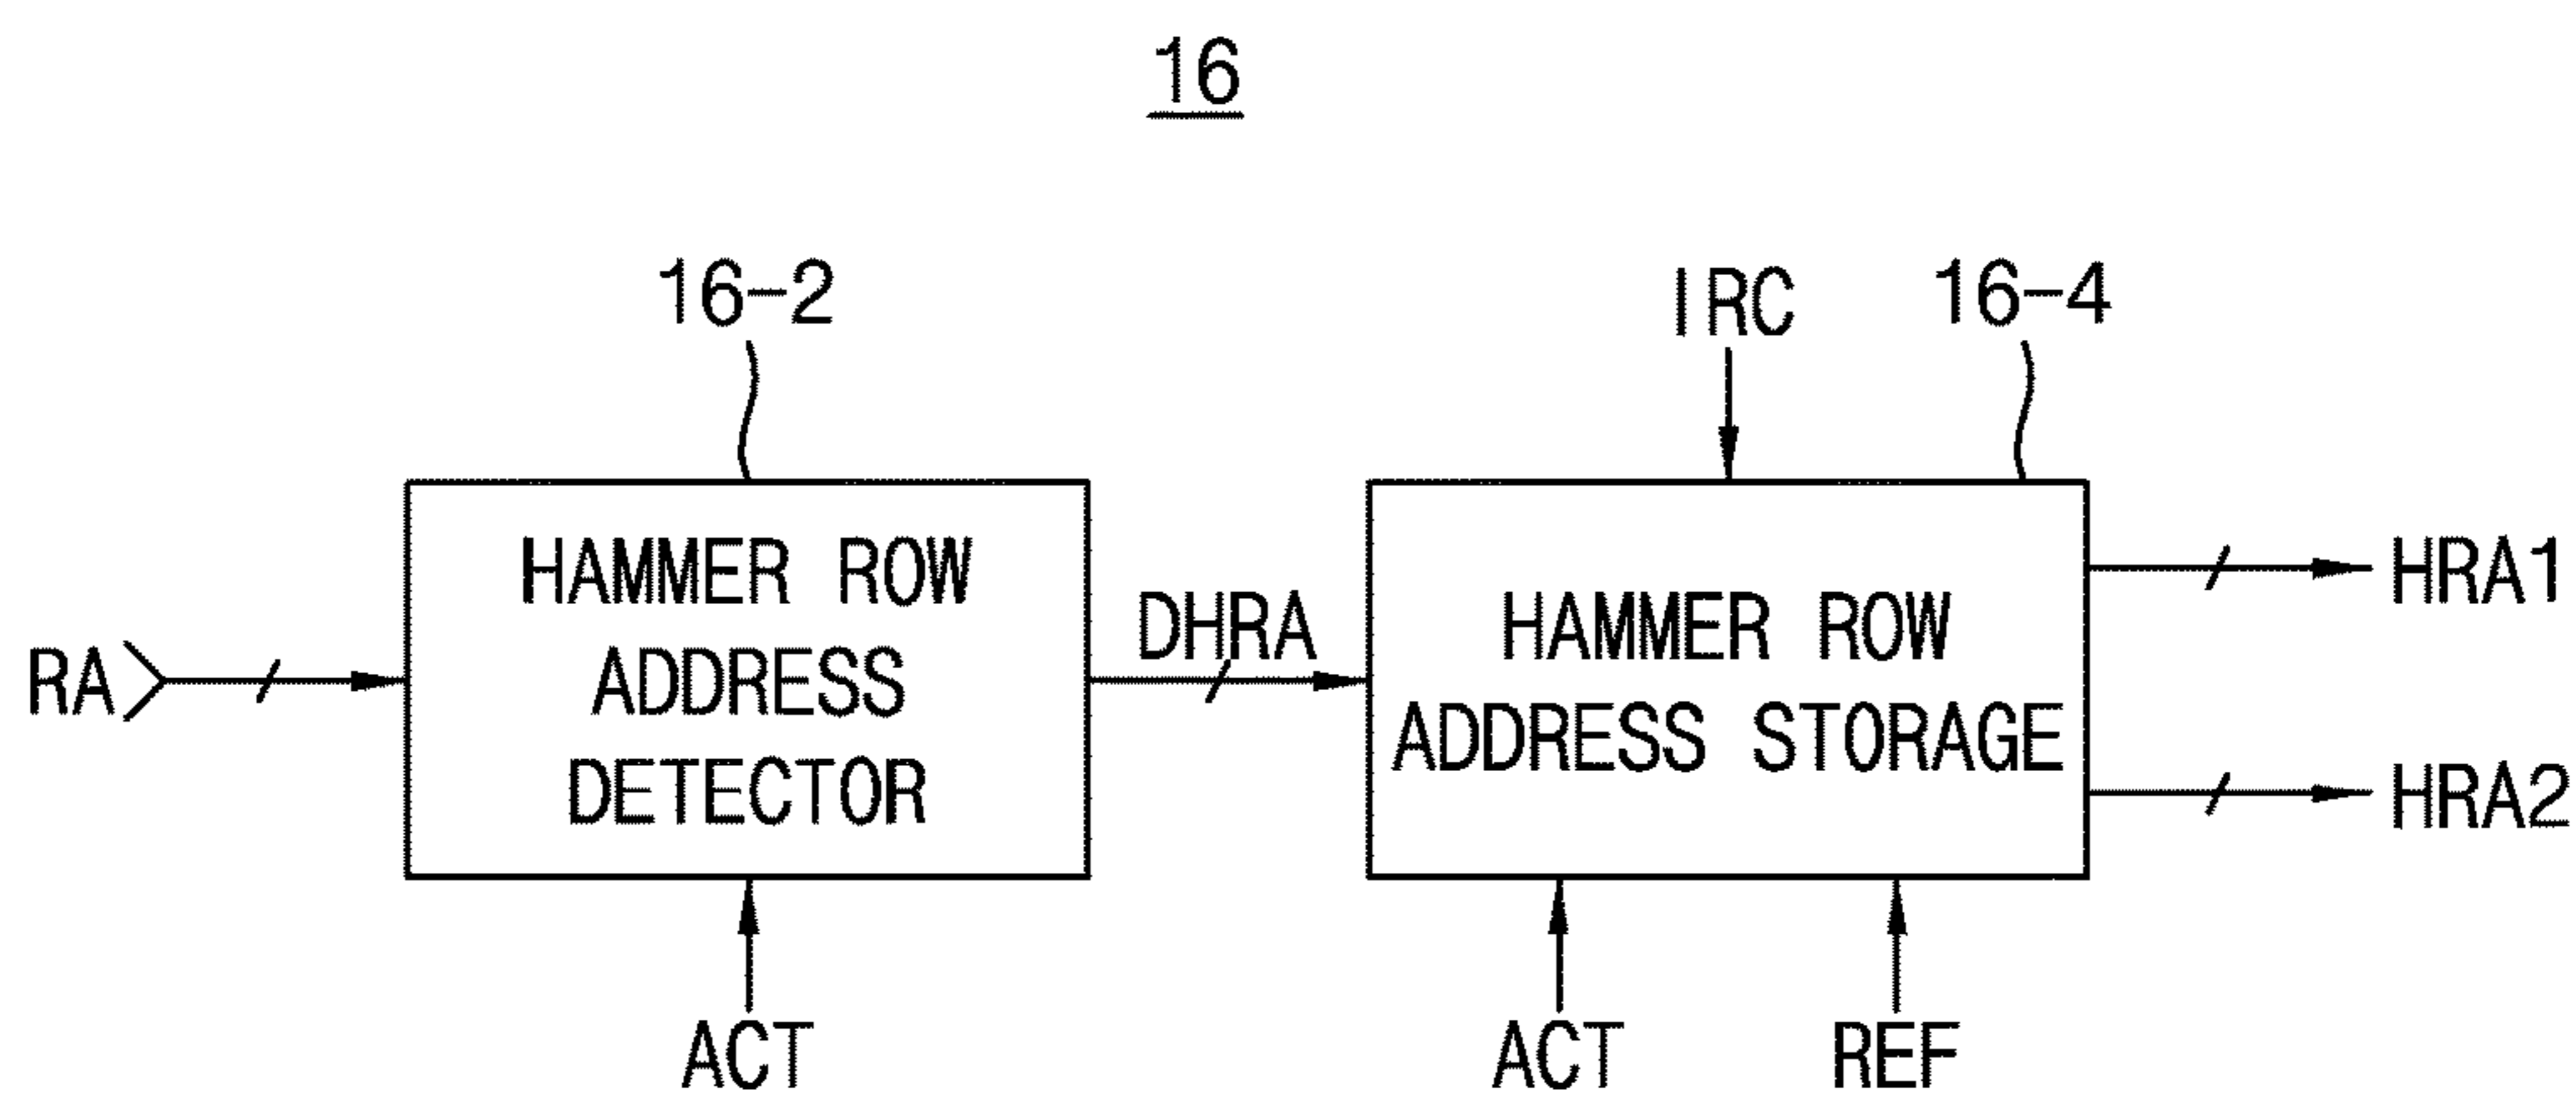 16
16-2
IRC
16-4
HAMMER ROW
ADDRESS
DETECTOR
RA
DHRA
HAMMER ROW
ADDRESS STORAGE
HRA1
HRA2
ACT
ACT
REF